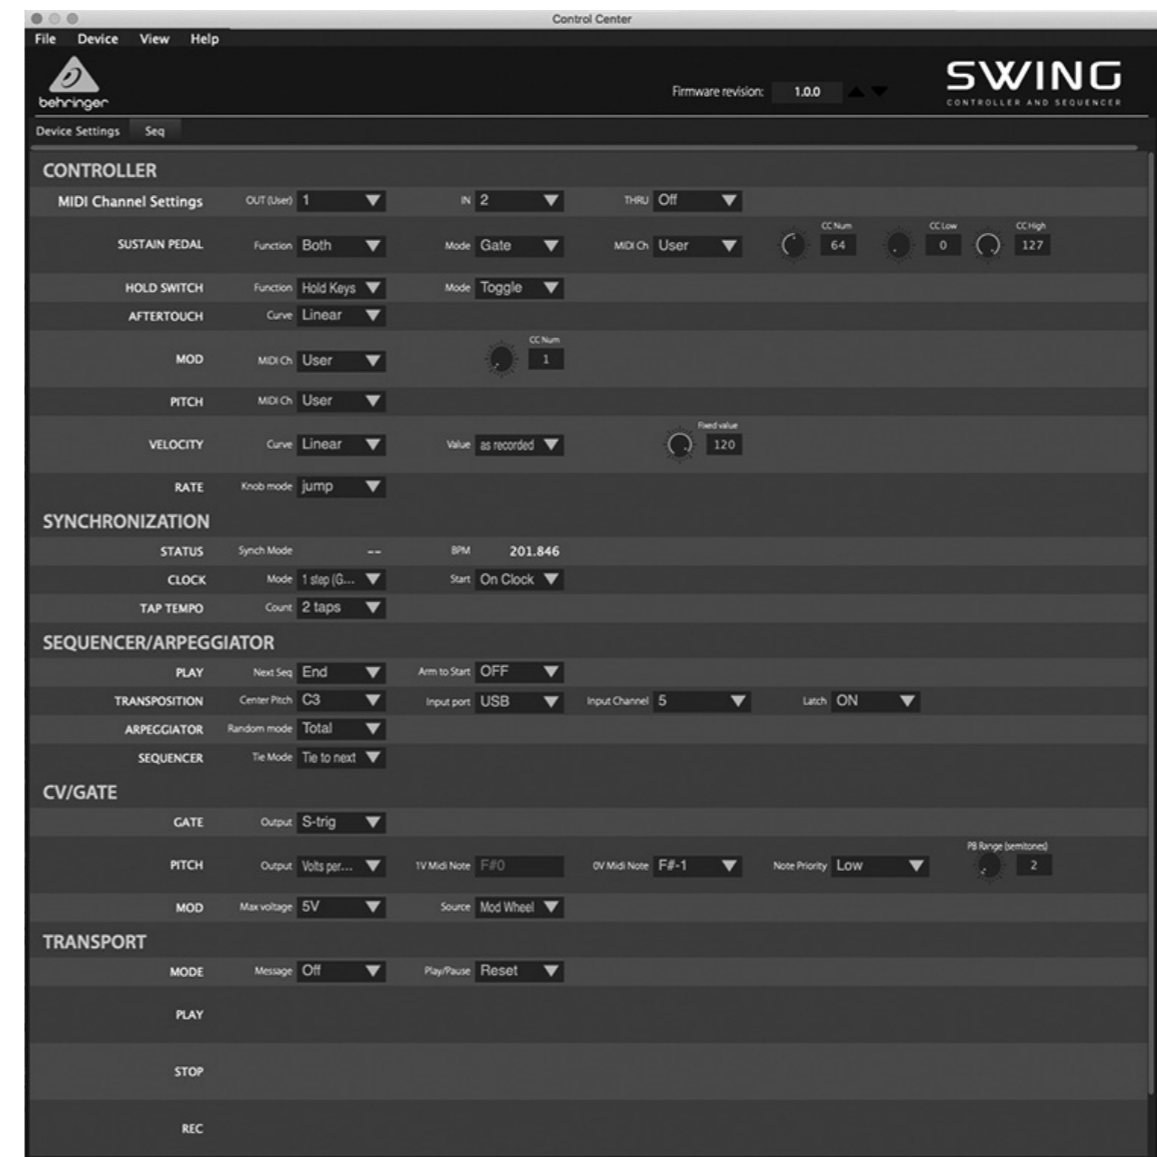 Control Center
File Device View Help
behringer
Firmware revision: 1.0.0
SWING
CONTROLLER AND SEQUENCER
Device Settings Seq
CONTROLLER
MIDI Channel Settings OUT (User) 1 IN 2 THRU Off
CC Num CC Low CC High
SUSTAIN PEDAL Function Both Mode Gate MIDI Ch User 64 0 127
HOLD SWITCH Function Hold Keys Mode Toggle
AFTERTOUCH Curve Linear
CC Num
MOD MIDI Ch User 1
PITCH MIDI Ch User
Fixed value
VELOCITY Curve Linear Value as recorded 120
RATE Knob mode jump
SYNCHRONIZATION
STATUS Synch Mode -- BPM 201.846
CLOCK Mode 1 step (G... Start On Clock
TAP TEMPO Count 2 taps
SEQUENCER/ARPEGGIATOR
PLAY Next Seq End Arm to Start OFF
TRANSPOSITION Center Pitch C3 Input port USB Input Channel 5 Latch ON
ARPEGGIATOR Random mode Total
SEQUENCER Tie Mode Tie to next
CV/GATE
GATE Output S-trig
PB Range (semitones)
PITCH Output Volts per... 1V Midi Note F#0 0V Midi Note F#-1 Note Priority Low 2
MOD Max voltage 5V Source Mod Wheel
TRANSPORT
MODE Message Off Play/Pause Reset
PLAY
STOP
REC